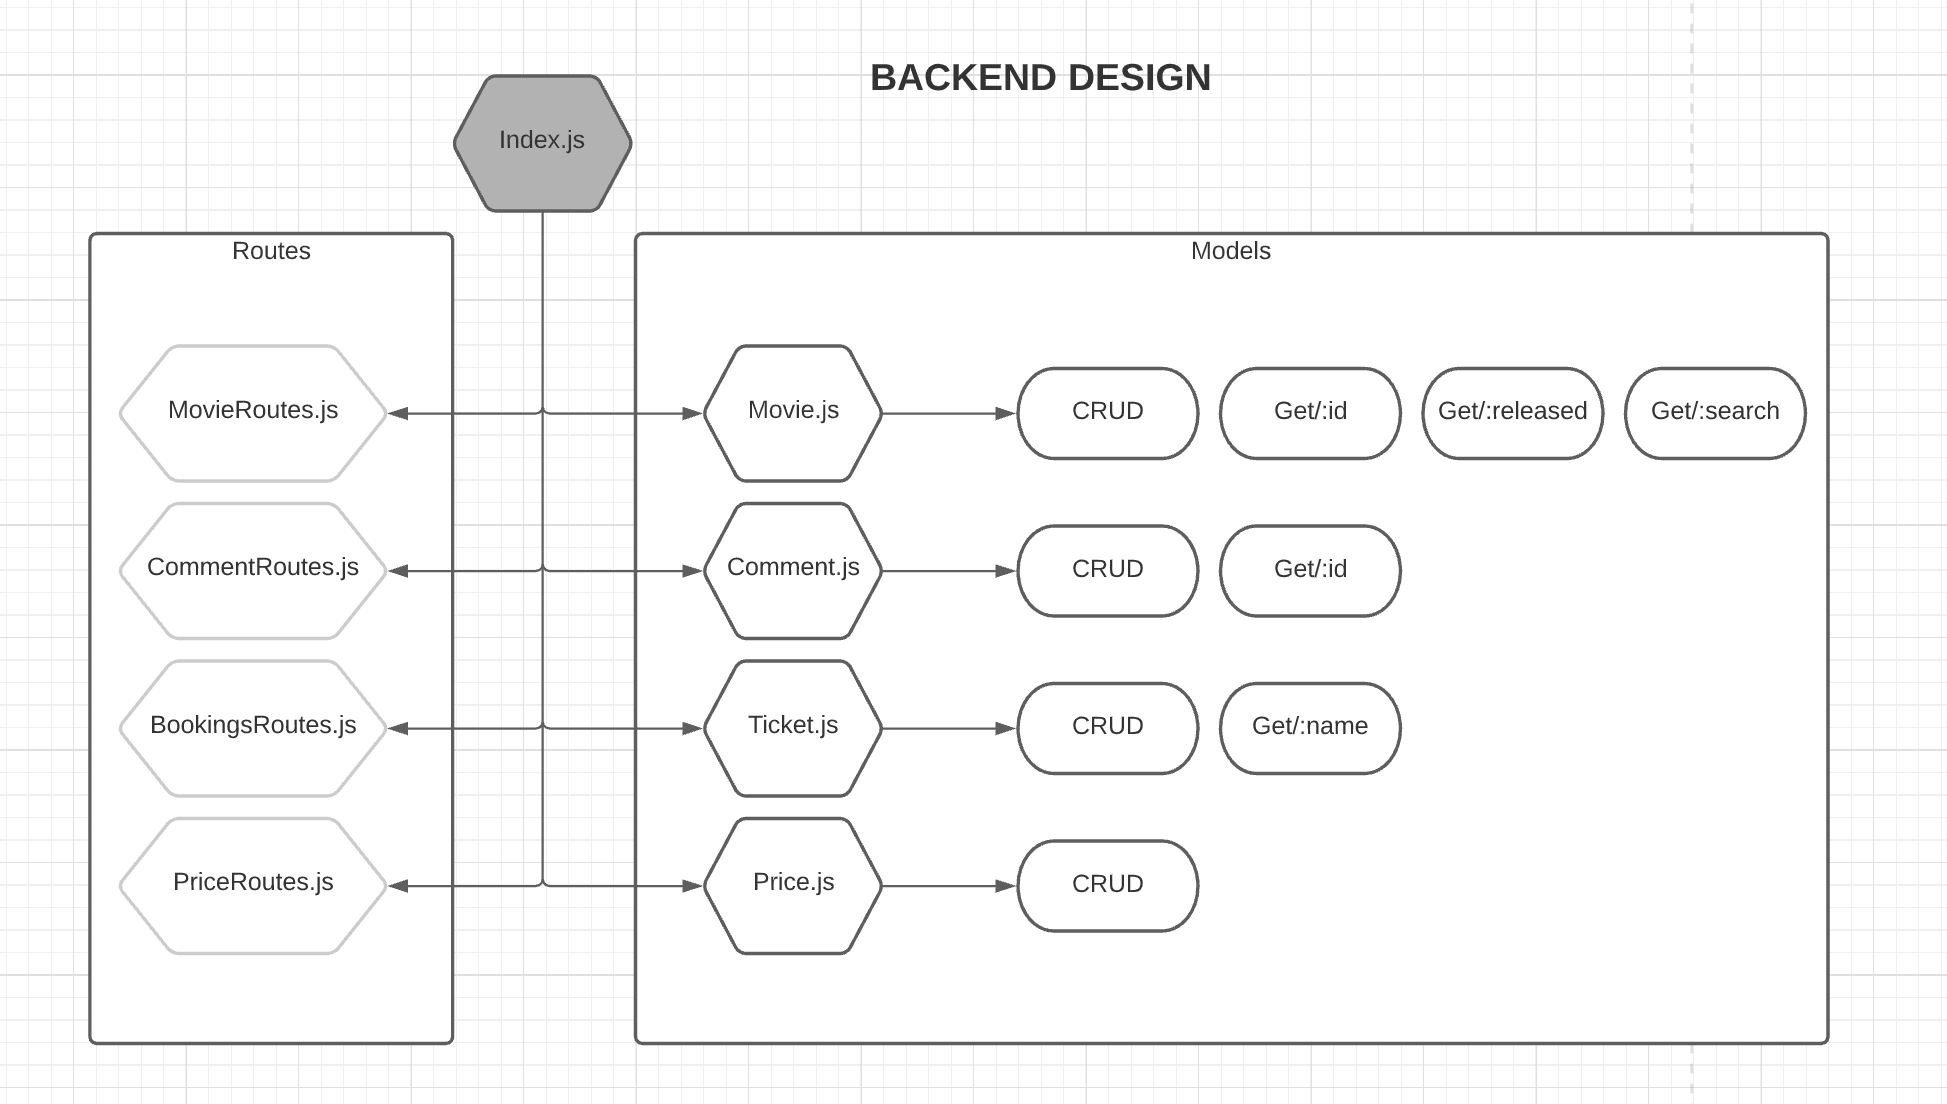 BACKEND DESIGN
Index.js
Routes
Models
MovieRoutes.js
Movie.js
CRUD
Get/:id
Get/:released
Get/:search
CommentRoutes.js
Comment.js
CRUD
Get/:id
BookingsRoutes.js
Ticket.js
CRUD
Get/:name
PriceRoutes.js
Price.js
CRUD